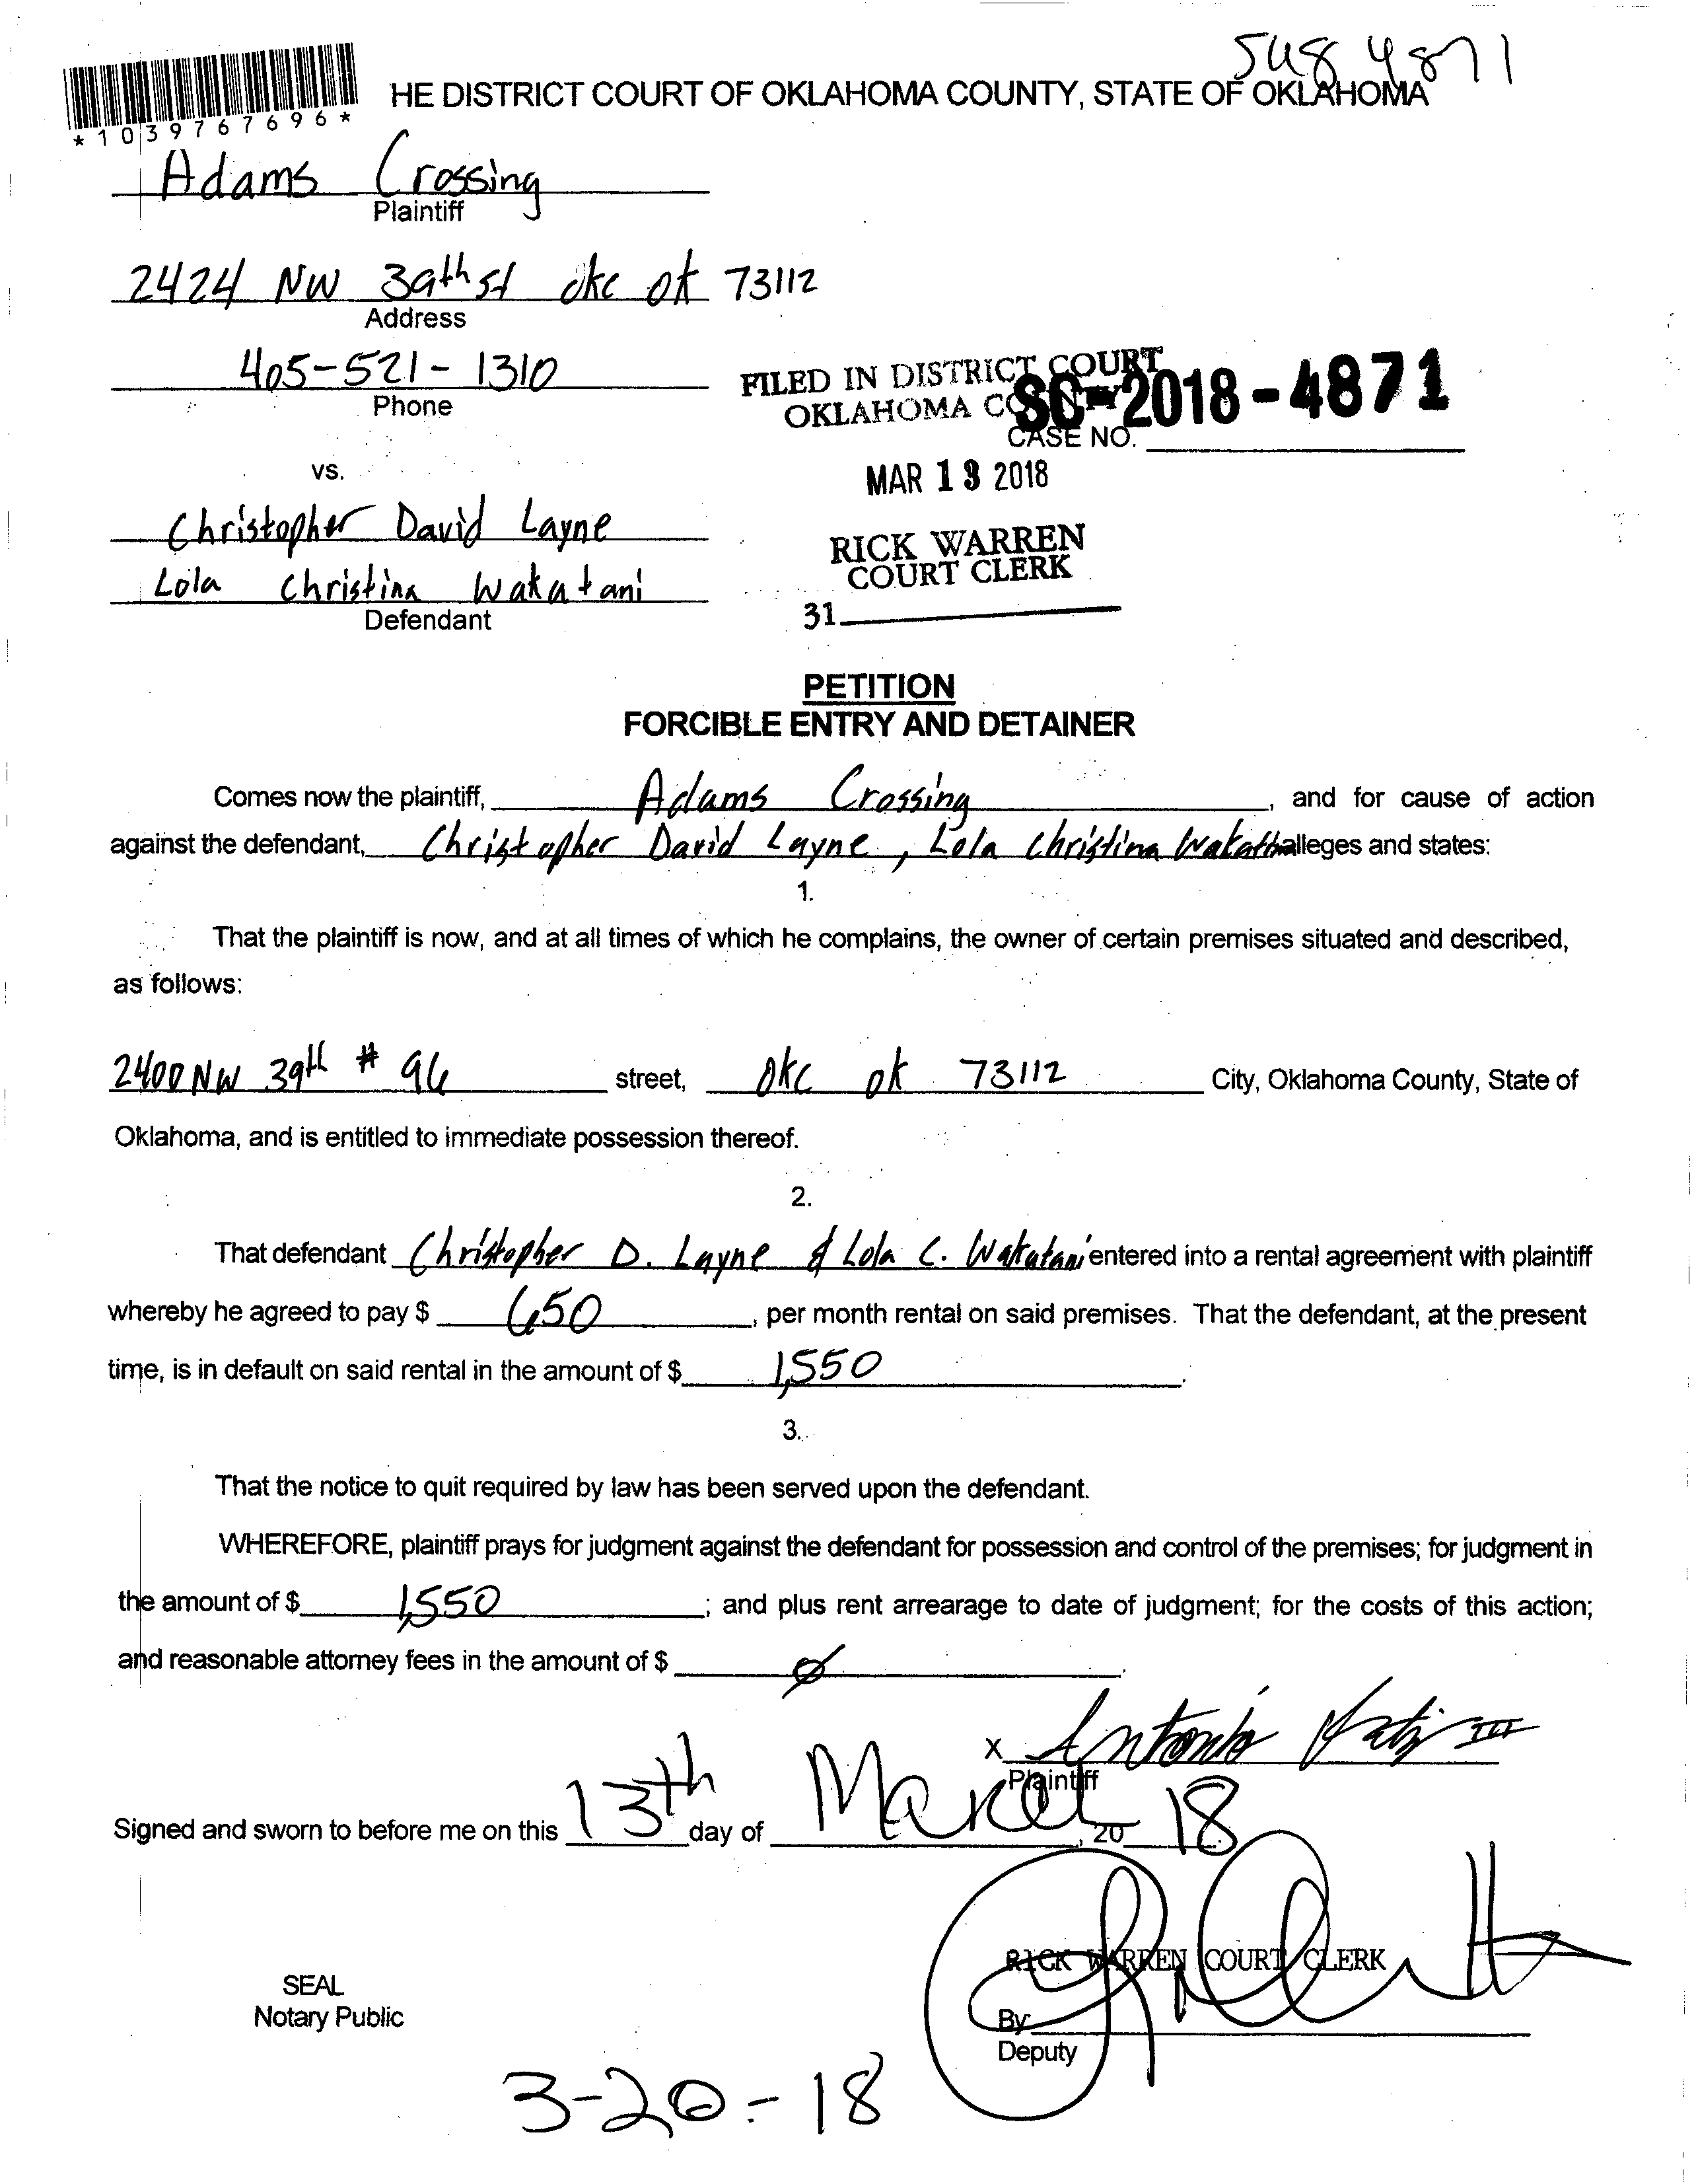 548 4871
HE DISTRICT COURT OF OKLAHOMA COUNTY, STATE OF OKLAHOMA
*1039767696*
Adams Crossing
Plaintiff
2424 NW 39th st okc ok 73112
Address
405-521-1310
Phone
FILED IN DISTRICT COURT
OKLAHOMA
SC-2018-4871
CASE NO.
vs.
MAR 13 2018
Christopher David Layne
RICK WARREN
COURT CLERK
Lola Christina Wakatani
Defendant
31
PETITION
FORCIBLE ENTRY AND DETAINER
Comes now the plaintiff, Adams Crossing, and for cause of action
against the defendant, Christopher David Layne, Lola Christina alleges and states:
1.
That the plaintiff is now, and at all times of which he complains, the owner of certain premises situated and described,
as follows:
2400 NW 39th # 96 street, okc ok 73112 City, Oklahoma County, State of
Oklahoma, and is entitled to immediate possession thereof.
2.
That defendant Christopher D. Layne & Lola C. Wakatani entered into a rental agreement with plaintiff
whereby he agreed to pay $ 650, per month rental on said premises. That the defendant, at the present
time, is in default on said rental in the amount of $ 1,550.
3.
That the notice to quit required by law has been served upon the defendant.
WHEREFORE, plaintiff prays for judgment against the defendant for possession and control of the premises; for judgment in
the amount of $ 1,550; and plus rent arrearage to date of judgment; for the costs of this action;
and reasonable attorney fees in the amount of $ Ø.
X Antonio III
Plaintiff
Signed and sworn to before me on this 13th day of March, 2018.
RICK WARREN COURT CLERK
SEAL
Notary Public
By
Deputy
3-20-18